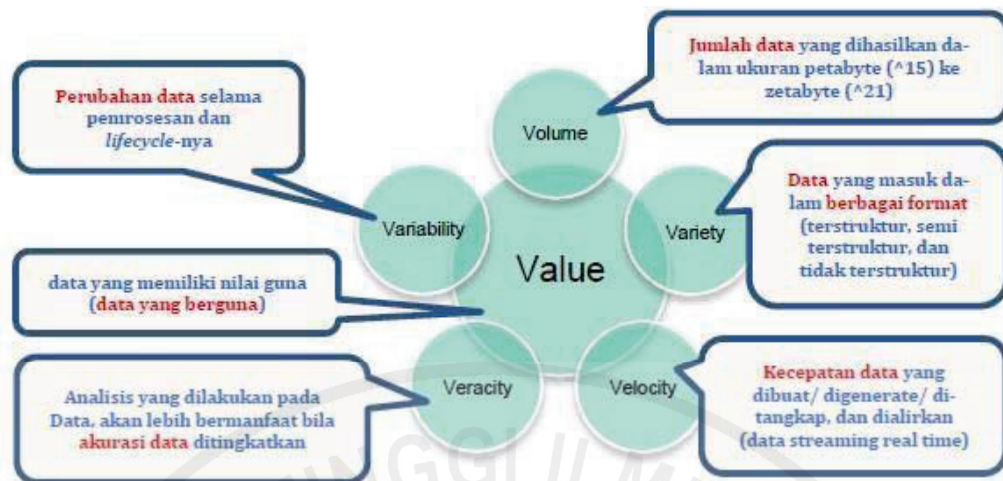 Jumlah data yang dihasilkan da-
lam ukuran petabyte (^15) ke
zetabyte (^21)
Perubahan data selama
pemrosesan dan
lifecycle-nya
Volume
Data yang masuk da-
lam berbagai format
(terstruktur, semi
terstruktur, dan
tidak terstruktur)
Variability
Variety
Value
data yang memiliki nilai guna
(data yang berguna)
Veracity
Velocity
Analisis yang dilakukan pada
Data, akan lebih bermanfaat bila
akurasi data ditingkatkan
Kecepatan data yang
dibuat/ digenerate/ di-
tangkap, dan dialirkan
(data streaming real time)
INGGI ILM